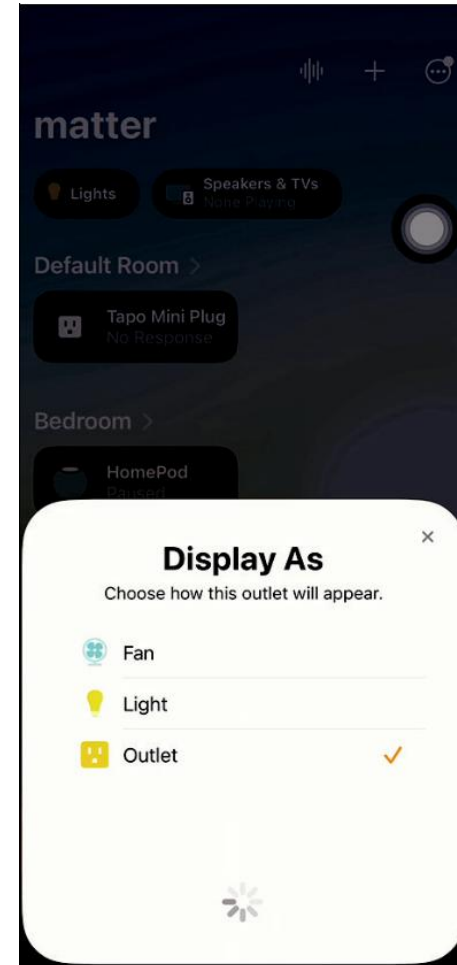 matter
Lights
Speakers & TVs
None Playing
Default Room >
Tapo Mini Plug
No Response
Bedroom >
HomePod
Paused
Display As
Choose how this outlet will appear.
Fan
Light
Outlet